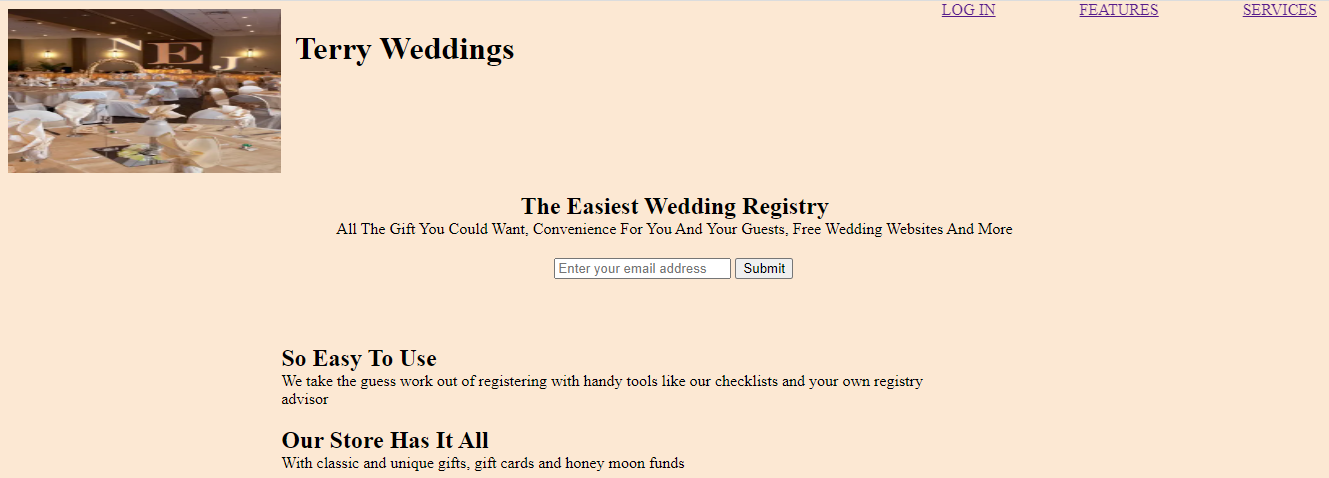 LOG IN FEATURES SERVICES
N E J
Terry Weddings
The Easiest Wedding Registry
All The Gift You Could Want, Convenience For You And Your Guests, Free Wedding Websites And More
Enter your email address Submit
So Easy To Use
We take the guess work out of registering with handy tools like our checklists and your own registry
advisor
Our Store Has It All
With classic and unique gifts, gift cards and honey moon funds